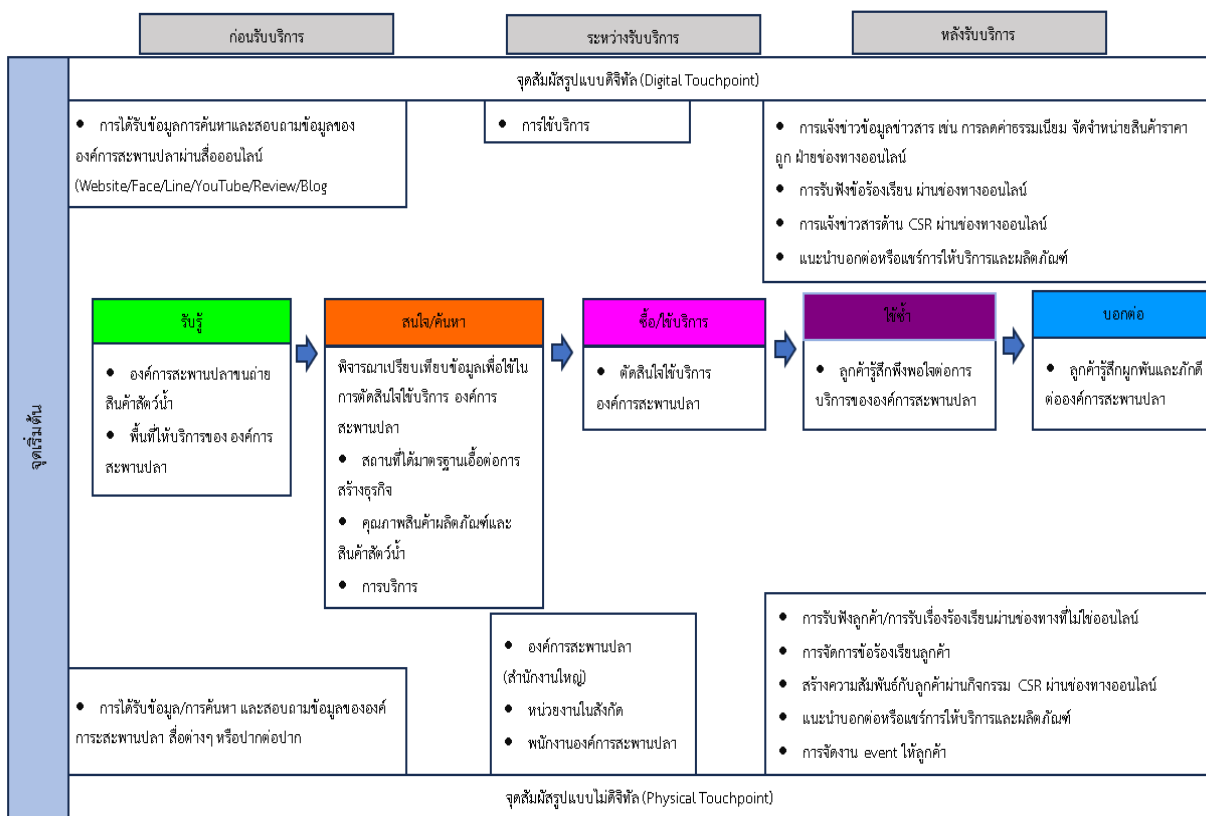 ก่อนรับบริการ
ระหว่างรับบริการ
หลังรับบริการ
จุดเริ่มต้น
จุดสัมผัสรูปแบบดิจิทัล (Digital Touchpoint)
• การได้รับข้อมูลการค้นหาและสอบถามข้อมูลของ
องค์การสะพานปลาผ่านสื่อออนไลน์
(Website/Face/Line/YouTube/Review/Blog
• การใช้บริการ
• การแจ้งข่าวข้อมูลข่าวสาร เช่น การลดค่าธรรมเนียม จัดจำหน่ายสินค้าราคา
ถูก ฝ่ายช่องทางออนไลน์
• การรับฟังข้อร้องเรียน ผ่านช่องทางออนไลน์
• การแจ้งข่าวสารด้าน CSR ผ่านช่องทางออนไลน์
• แนะนำบอกต่อหรือแชร์การให้บริการและผลิตภัณฑ์
รับรู้
• องค์การสะพานปลาขนถ่าย
สินค้าสัตว์น้ำ
• พื้นที่ให้บริการของ องค์การ
สะพานปลา
สนใจ/ค้นหา
พิจารณาเปรียบเทียบข้อมูลเพื่อใช้ใน
การตัดสินใจใช้บริการ องค์การ
สะพานปลา
• สถานที่ได้มาตรฐานเอื้อต่อการ
สร้างธุรกิจ
• คุณภาพสินค้าผลิตภัณฑ์และ
สินค้าสัตว์น้ำ
• การบริการ
ซื้อ/ใช้บริการ
• ตัดสินใจใช้บริการ
องค์การสะพานปลา
ใช้ซ้ำ
• ลูกค้ารู้สึกพึงพอใจต่อการ
บริการขององค์การสะพานปลา
บอกต่อ
• ลูกค้ารู้สึกผูกพันและภักดี
ต่อองค์การสะพานปลา
• การได้รับข้อมูล/การค้นหา และสอบถามข้อมูลขององค์
การะสะพานปลา สื่อต่างๆ หรือปากต่อปาก
• องค์การสะพานปลา
(สำนักงานใหญ่)
• หน่วยงานในสังกัด
• พนักงานองค์การสะพานปลา
• การรับฟังลูกค้า/การรับเรื่องร้องเรียนผ่านช่องทางที่ไม่ใช่ออนไลน์
• การจัดการข้อร้องเรียนลูกค้า
• สร้างความสัมพันธ์กับลูกค้าผ่านกิจกรรม CSR ผ่านช่องทางออนไลน์
• แนะนำบอกต่อหรือแชร์การให้บริการและผลิตภัณฑ์
• การจัดงาน event ให้ลูกค้า
จุดสัมผัสรูปแบบไม่ดิจิทัล (Physical Touchpoint)